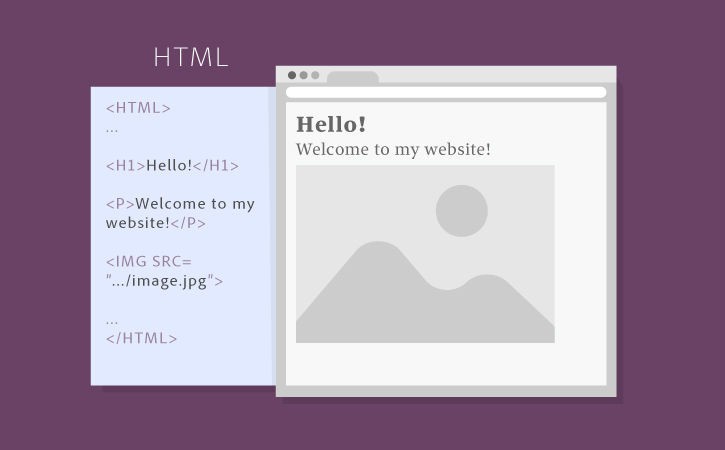 HTML
<HTML>
...
<H1>Hello!</H1>
<P>Welcome to my
website!</P>
<IMG SRC=
".../image.jpg">
...
</HTML>
Hello!
Welcome to my website!